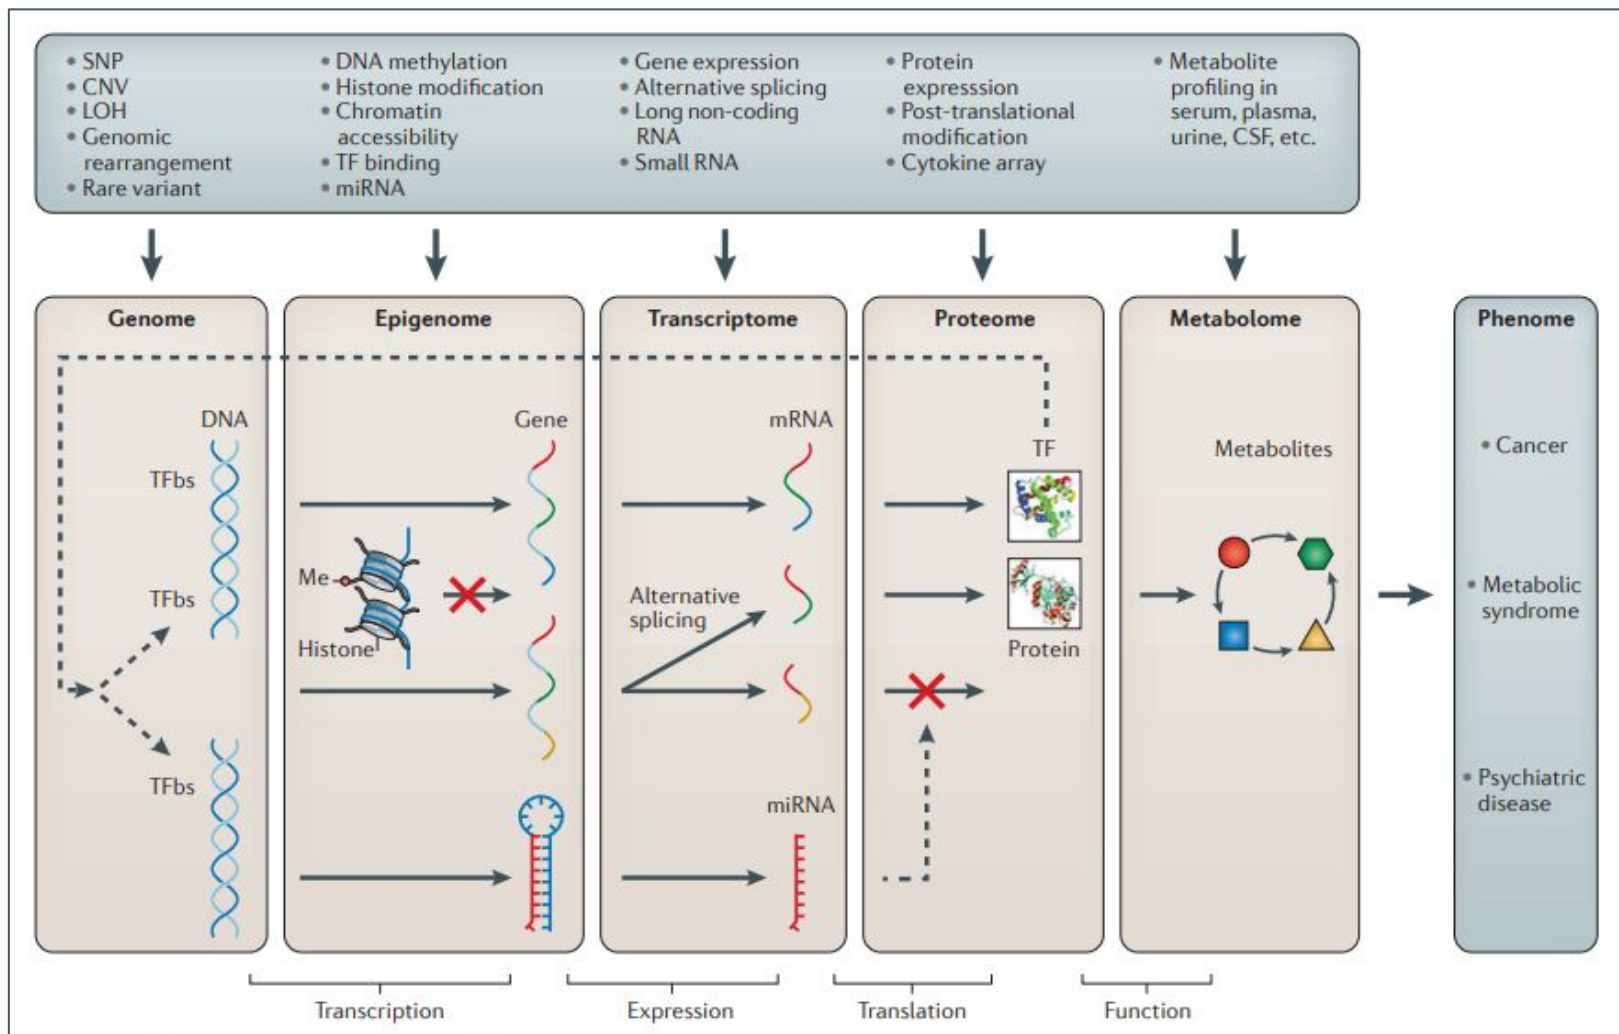 • SNP
• CNV
• LOH
• Genomic
rearrangement
• Rare variant
• DNA methylation
• Histone modification
• Chromatin
accessibility
• TF binding
• miRNA
• Gene expression
• Alternative splicing
• Long non-coding
RNA
• Small RNA
• Protein
expresssion
• Post-translational
modification
• Cytokine array
• Metabolite
profiling in
serum, plasma,
urine, CSF, etc.
Genome
DNA
TFbs
TFbs
TFbs
Epigenome
Gene
Me
Histone
Transcriptome
mRNA
Alternative
splicing
miRNA
Proteome
TF
Protein
Metabolome
Metabolites
Phenome
• Cancer
• Metabolic
syndrome
• Psychiatric
disease
Transcription
Expression
Translation
Function